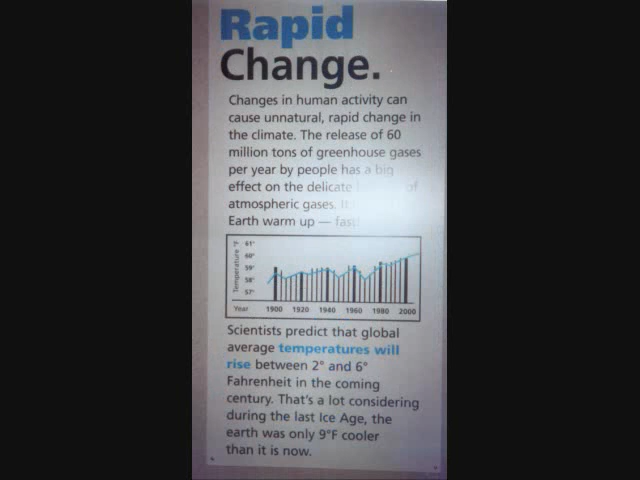 Rapid
Change.
Changes in human activity can
cause unnatural, rapid change in
the climate. The release of 60
million tons of greenhouse gases
per year by people has a big
effect on the delicate of
atmospheric gases.
Earth warm up — fast
Temperature °F
61°
60°
59°
58°
57°
Year 1900 1920 1940 1960 1980 2000
Scientists predict that global
average temperatures will
rise between 2° and 6°
Fahrenheit in the coming
century. That's a lot considering
during the last Ice Age, the
earth was only 9°F cooler
than it is now.